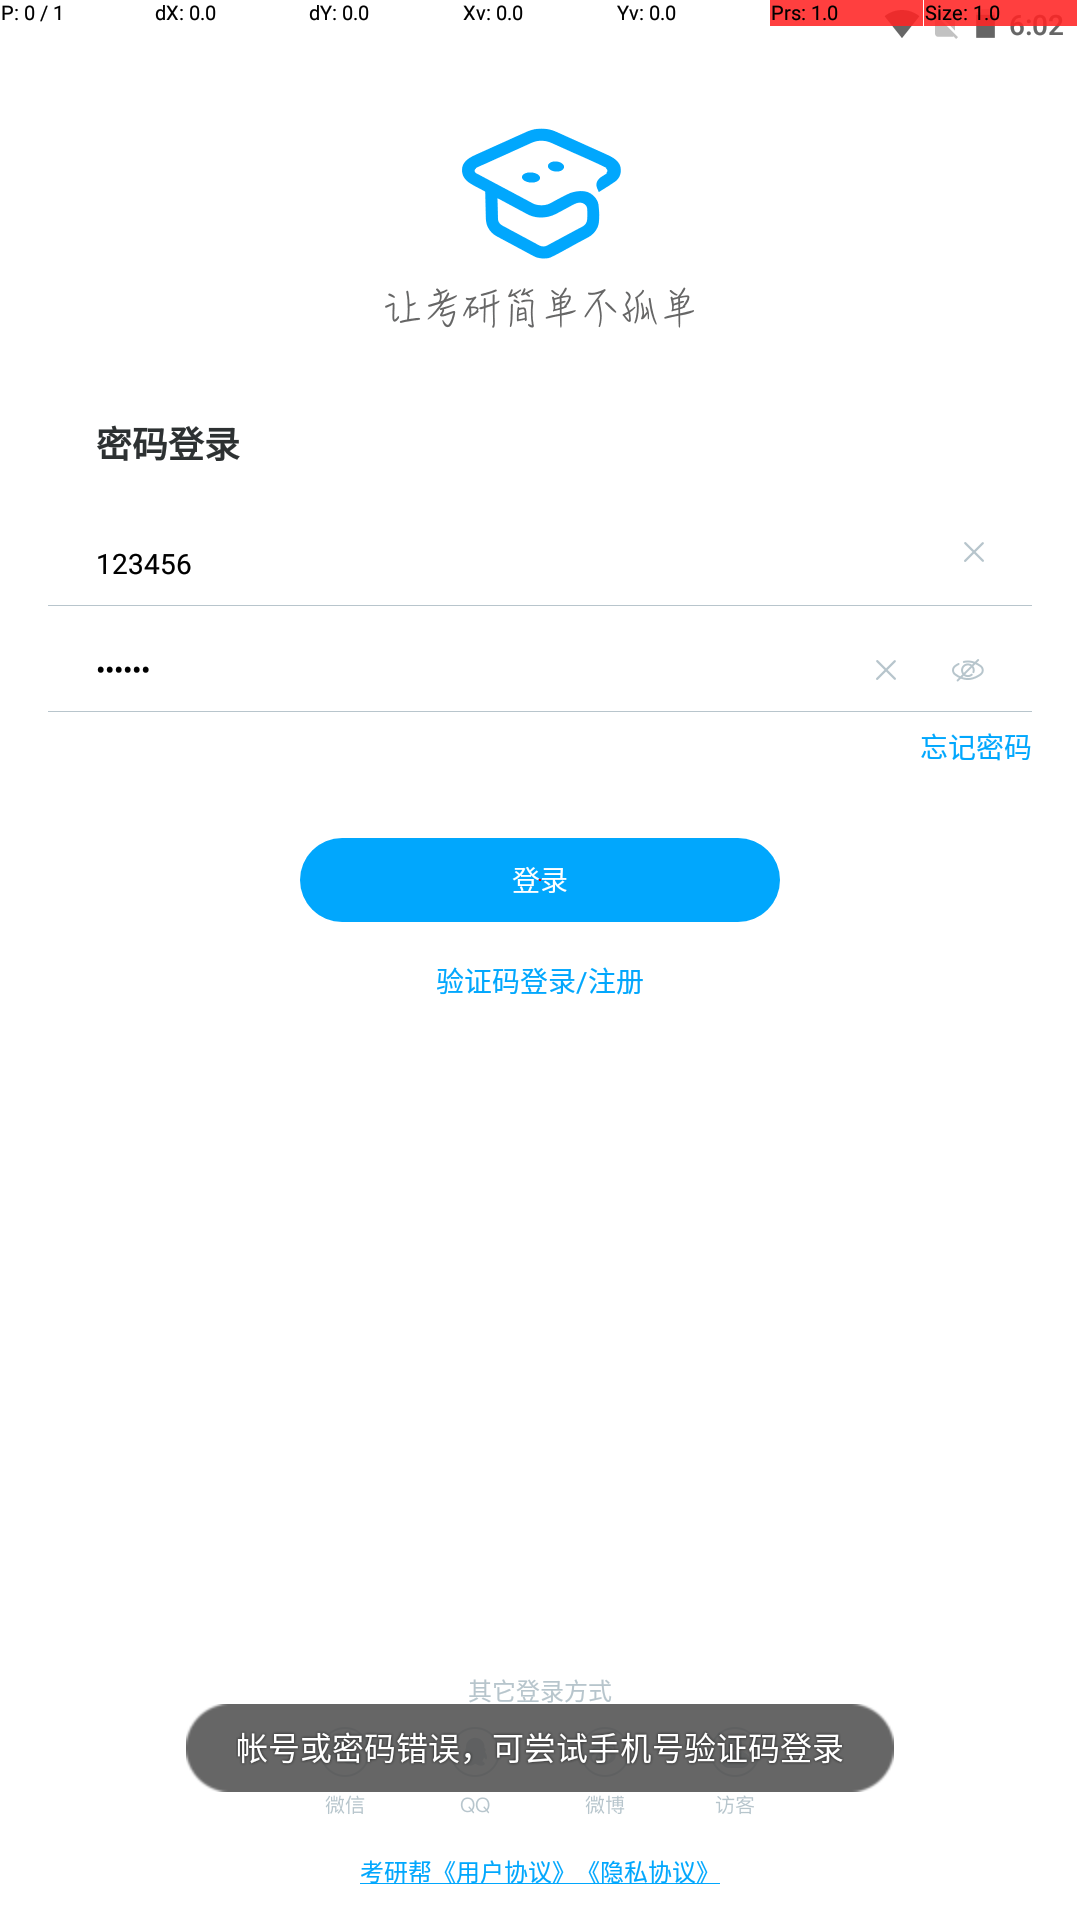 P: 0 / 1 dX: 0.0 dY: 0.0 Xv: 0.0 Yv: 0.0 Prs: 1.0 Size: 1.0
6:02
让考研简单不孤单
密码登录
123456
••••••
忘记密码
登录
验证码登录/注册
其它登录方式
帐号或密码错误，可尝试手机号验证码登录
微信 QQ 微博 访客
考研帮《用户协议》《隐私协议》